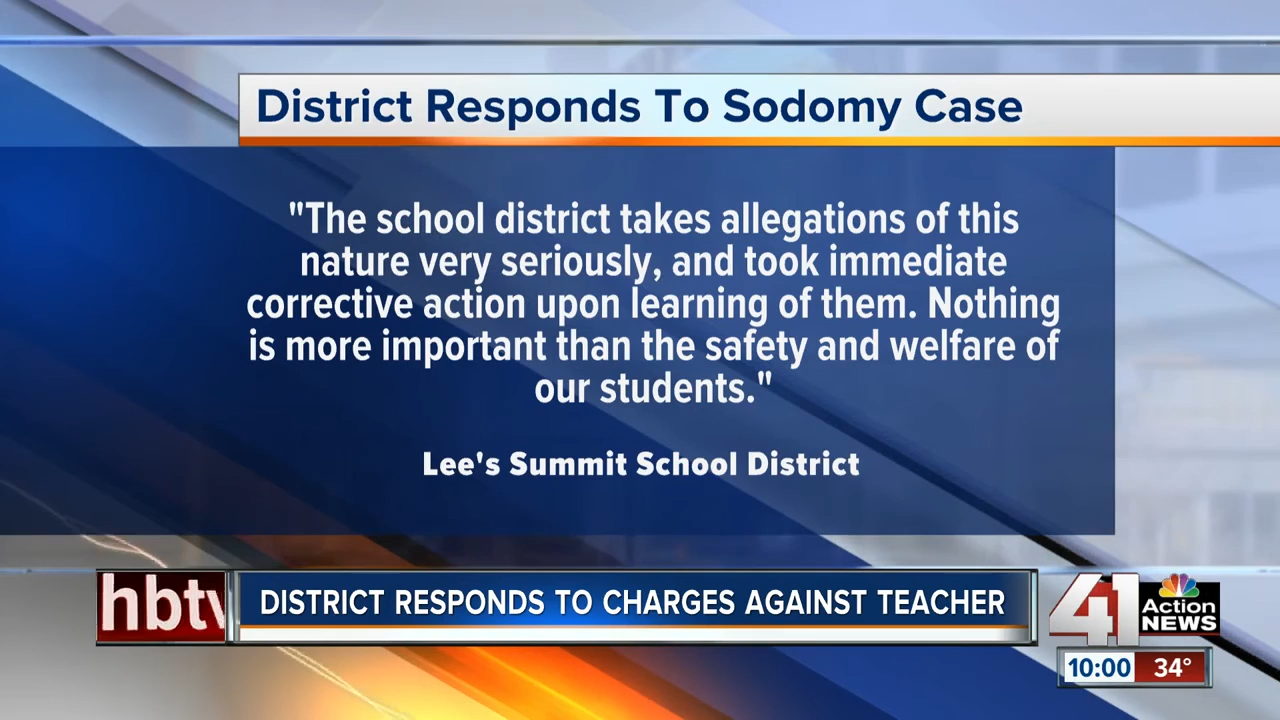 District Responds To Sodomy Case
"The school district takes allegations of this
nature very seriously, and took immediate
corrective action upon learning of them. Nothing
is more important than the safety and welfare of
our students."
Lee's Summit School District
hbtv
DISTRICT RESPONDS TO CHARGES AGAINST TEACHER
41 Action NEWS
10:00 34°